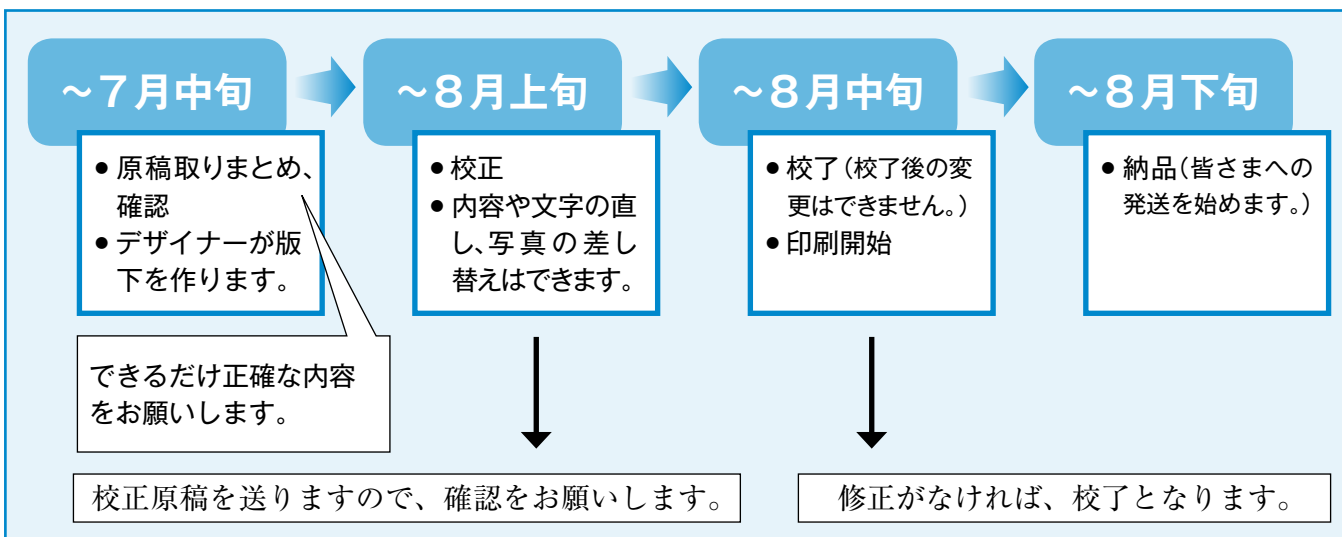 ～７月中旬
● 原稿取りまとめ、
確認
● デザイナーが版
下を作ります。
できるだけ正確な内容
をお願いします。
～８月上旬
● 校正
● 内容や文字の直
し、写真の差し
替えはできます。
校正原稿を送りますので、確認をお願いします。
～８月中旬
● 校了（校了後の変
更はできません。）
● 印刷開始
修正がなければ、校了となります。
～８月下旬
● 納品（皆さまへの
発送を始めます。）